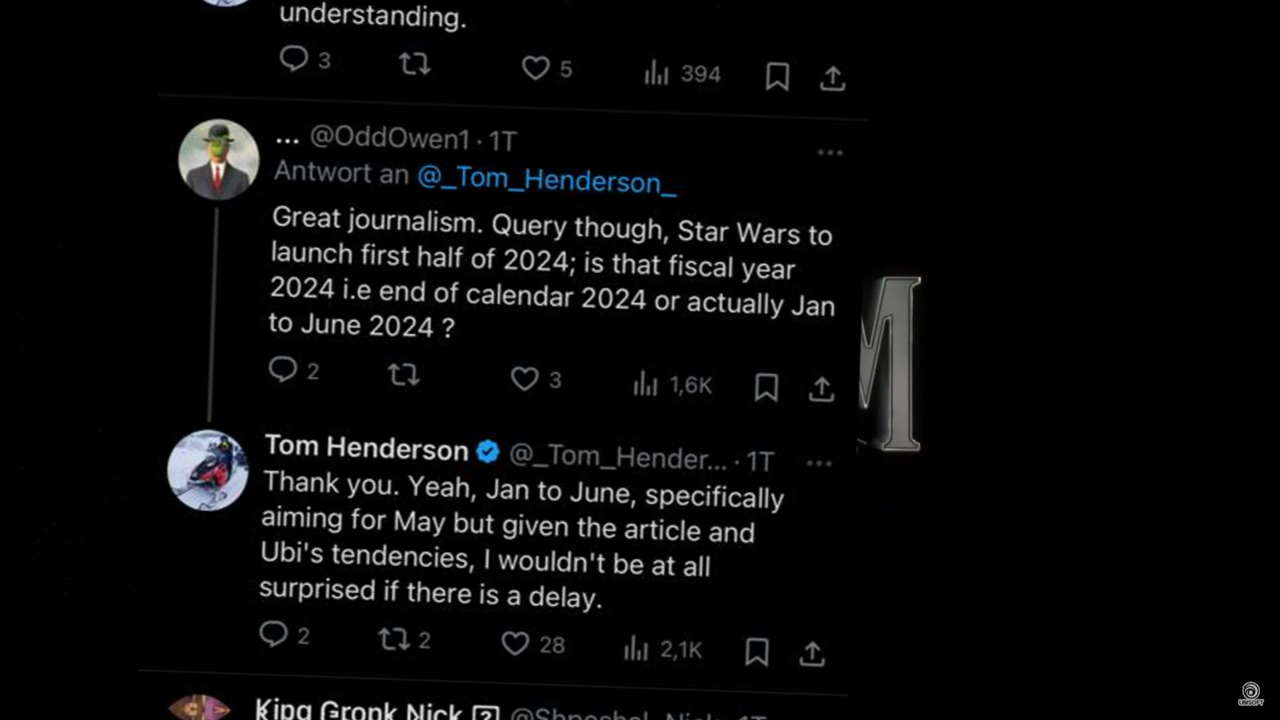 understanding.
3 5 394
... @OddOwen1 · 1T
Antwort an @_Tom_Henderson_
Great journalism. Query though, Star Wars to
launch first half of 2024; is that fiscal year
2024 i.e end of calendar 2024 or actually Jan
to June 2024 ?
2 3 1,6K
M
Tom Henderson @_Tom_Hender... · 1T
Thank you. Yeah, Jan to June, specifically
aiming for May but given the article and
Ubi's tendencies, I wouldn't be at all
surprised if there is a delay.
2 2 28 2,1K
King Gronk Nick
UBISOFT